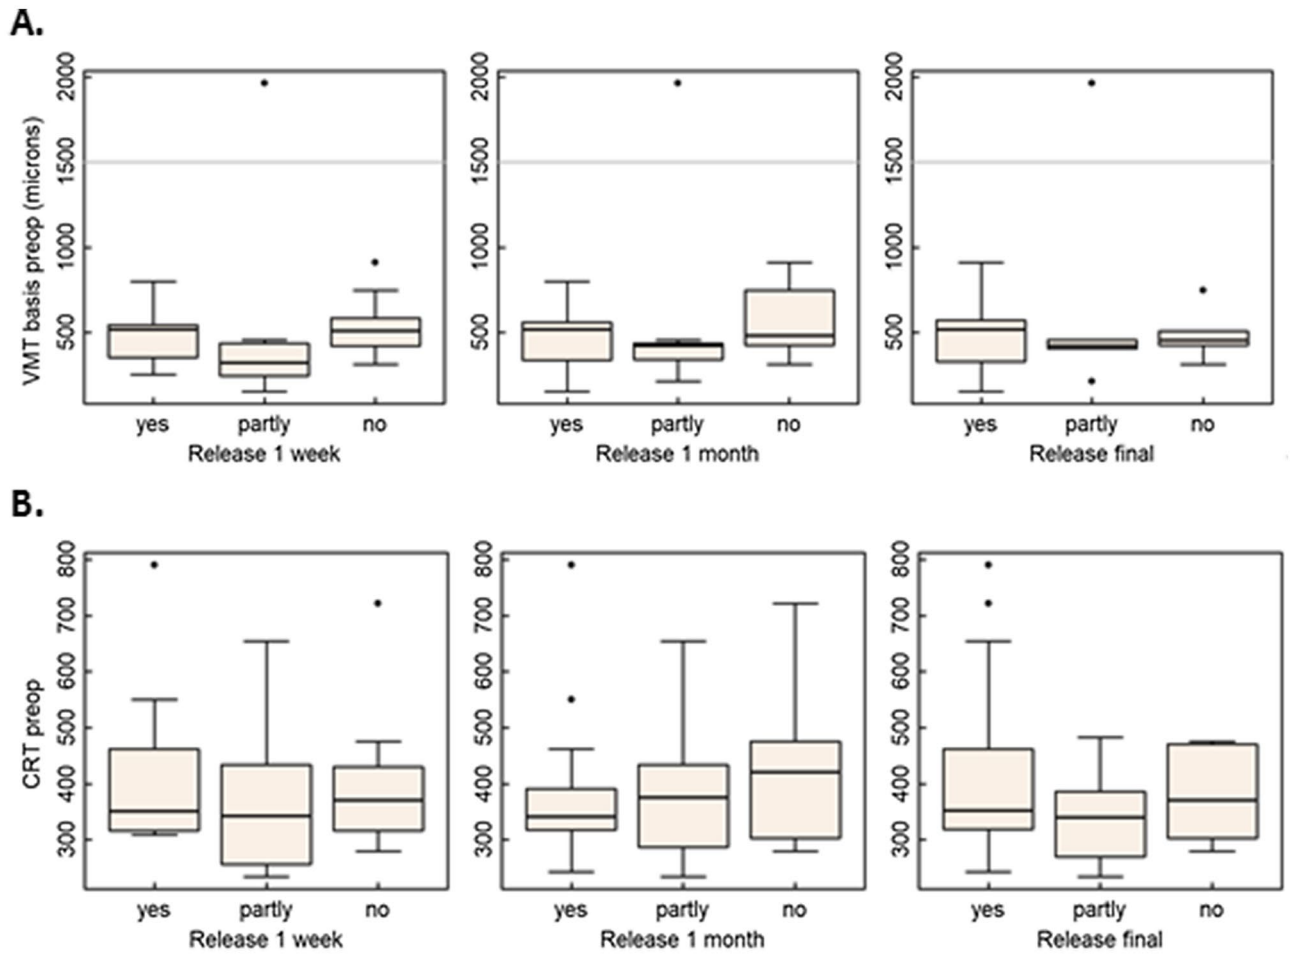 A.
VMT basis preop (microns)
2000
1500
1000
500
yes partly no
Release 1 week
2000
1500
1000
500
yes partly no
Release 1 month
2000
1500
1000
500
yes partly no
Release final
B.
CRT preop
800
700
600
500
400
300
yes partly no
Release 1 week
800
700
600
500
400
300
yes partly no
Release 1 month
800
700
600
500
400
300
yes partly no
Release final